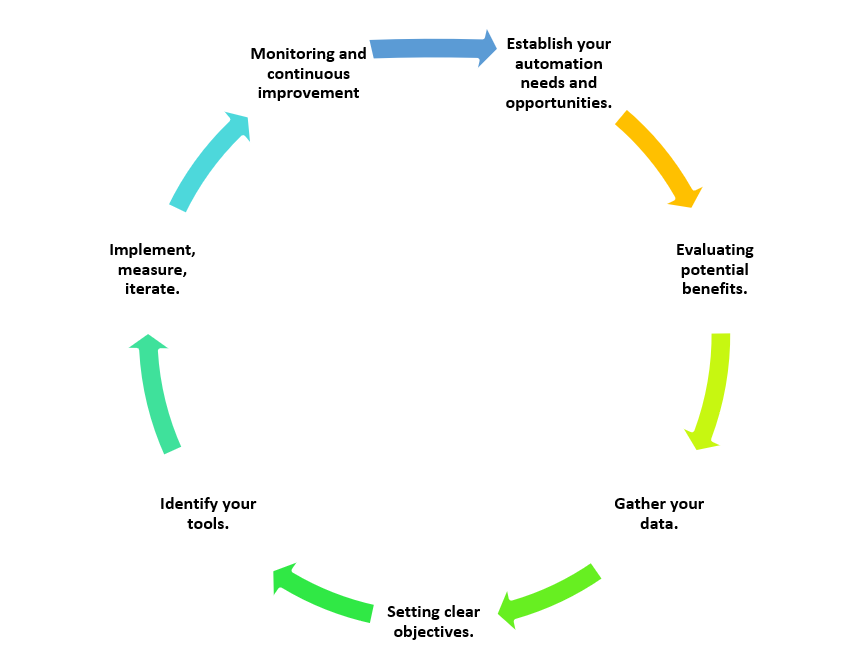 Monitoring and
continuous
improvement
Establish your
automation
needs and
opportunities.
Evaluating
potential
benefits.
Gather your
data.
Setting clear
objectives.
Identify your
tools.
Implement,
measure,
iterate.